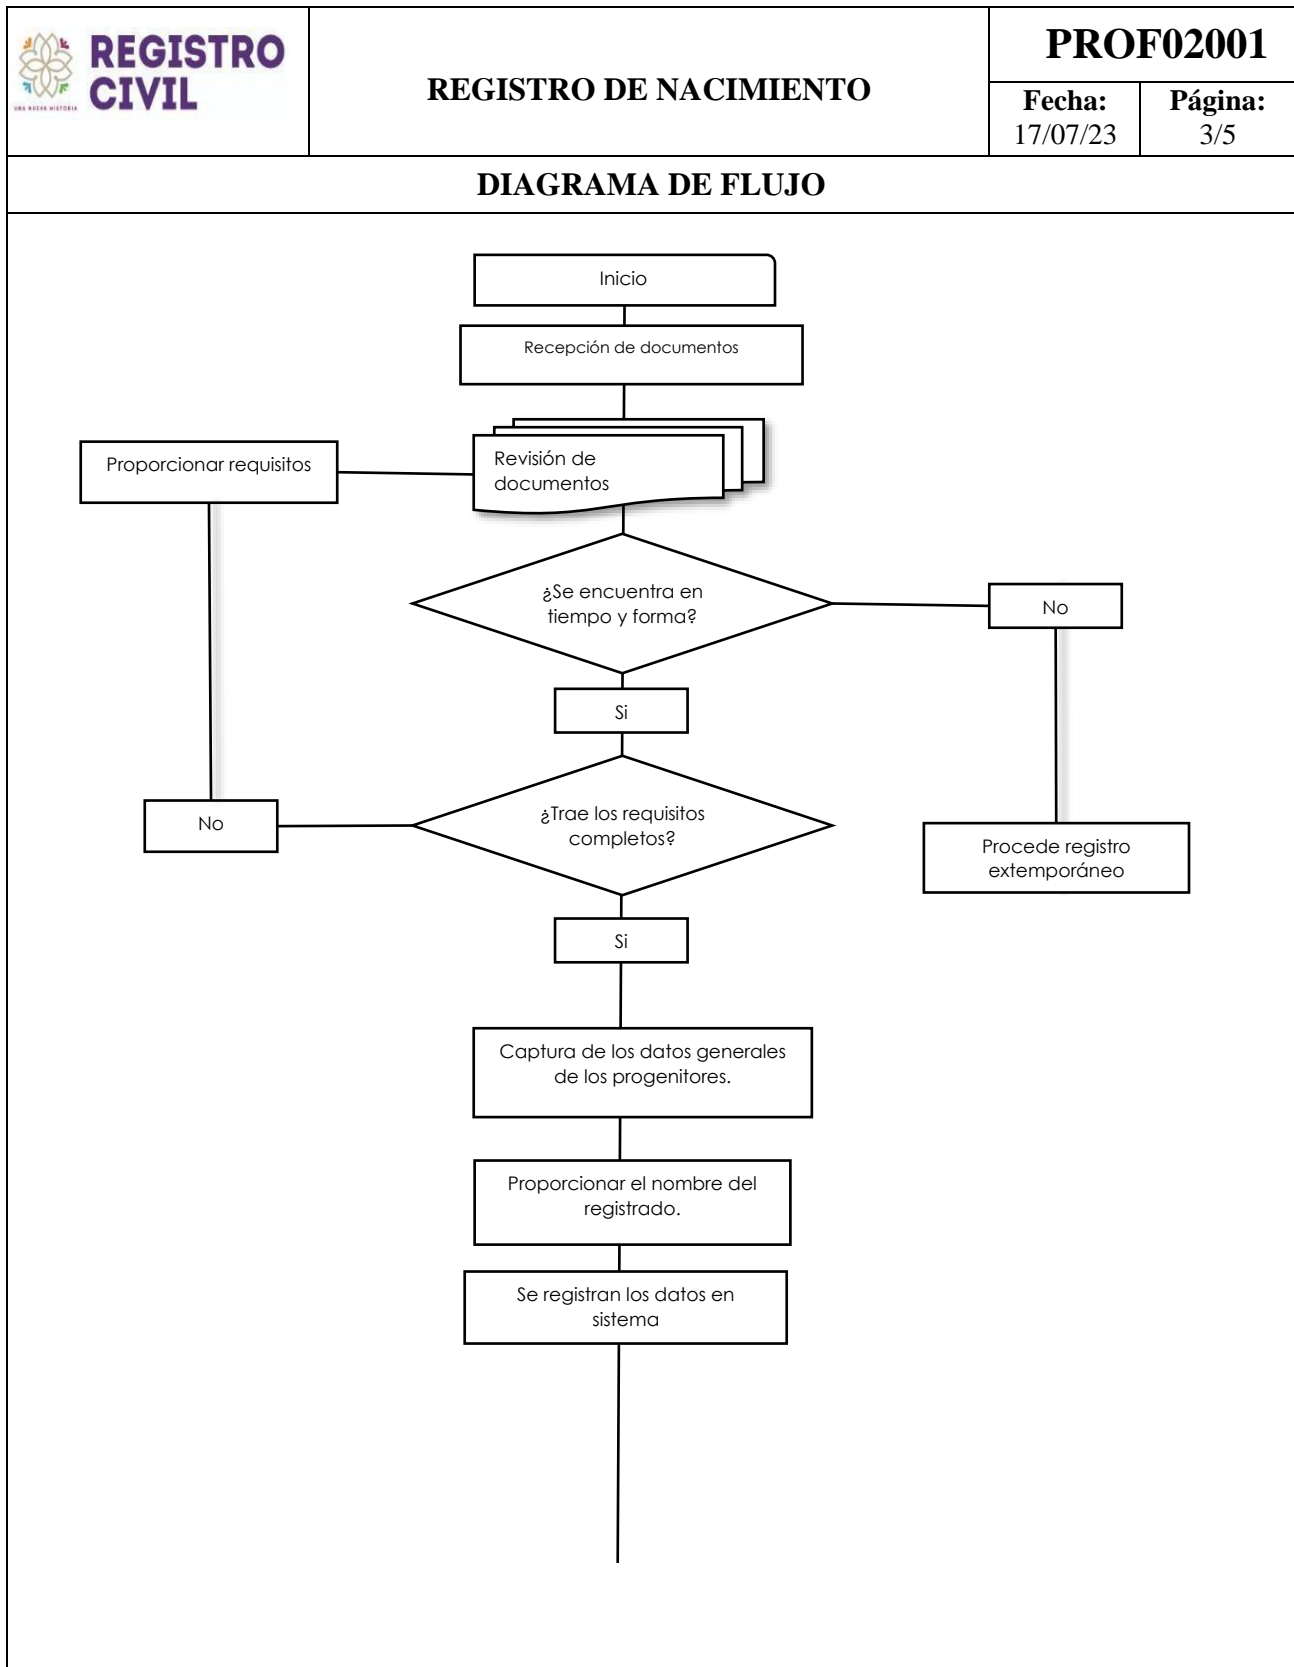 REGISTRO
CIVIL
UNA NUEVA HISTORIA
REGISTRO DE NACIMIENTO
PROF02001
Fecha:
17/07/23
Página:
3/5
DIAGRAMA DE FLUJO
Inicio
Recepción de documentos
Proporcionar requisitos
Revisión de
documentos
¿Se encuentra en
tiempo y forma?
No
Si
No
¿Trae los requisitos
completos?
Procede registro
extemporáneo
Si
Captura de los datos generales
de los progenitores.
Proporcionar el nombre del
registrado.
Se registran los datos en
sistema